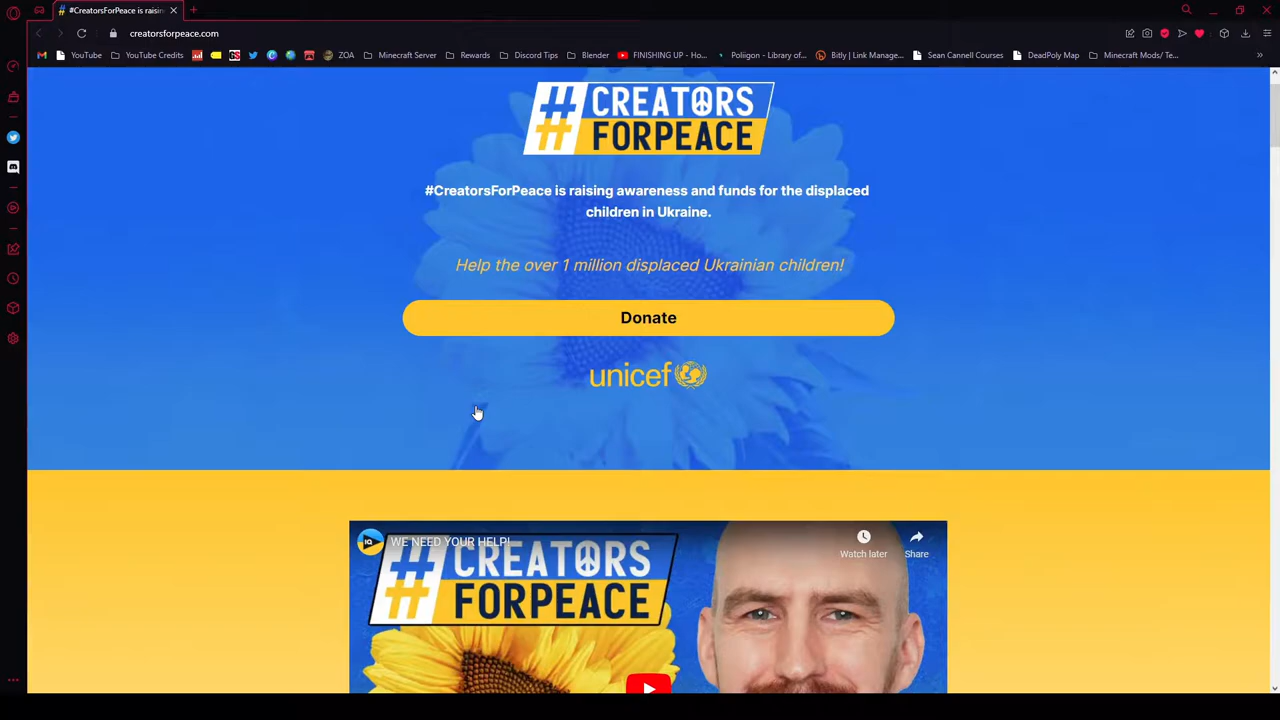 #CreatorsForPeace is raisin
creatorsforpeace.com
YouTube
YouTube Credits
ZOA
Minecraft Server
Rewards
Discord Tips
Blender
FINISHING UP - Ho...
Poliigon - Library of...
Bitly | Link Manage...
Sean Cannell Courses
DeadPoly Map
Minecraft Mods/ Te...
#CREATORS
FORPEACE
#CreatorsForPeace is raising awareness and funds for the displaced
children in Ukraine.
Help the over 1 million displaced Ukrainian children!
Donate
unicef
IQ
WE NEED YOUR HELP!
Watch later
Share
#CREATORS
FORPEACE